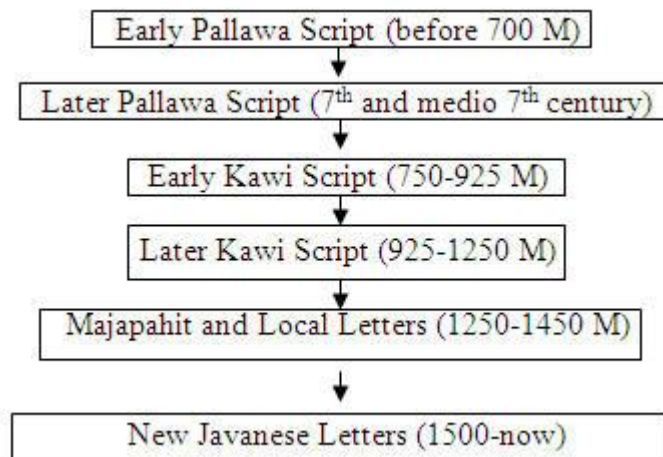 Early Pallawa Script (before 700 M)
Later Pallawa Script (7th and medio 7th century)
Early Kawi Script (750-925 M)
Later Kawi Script (925-1250 M)
Majapahit and Local Letters (1250-1450 M)
New Javanese Letters (1500-now)